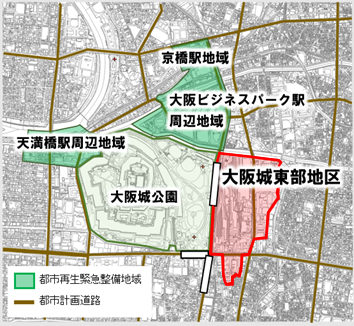 京橋駅地域
大阪ビジネスパーク駅
周辺地域
天満橋駅周辺地域
大阪城東部地区
大阪城公園
都市再生緊急整備地域
都市計画道路